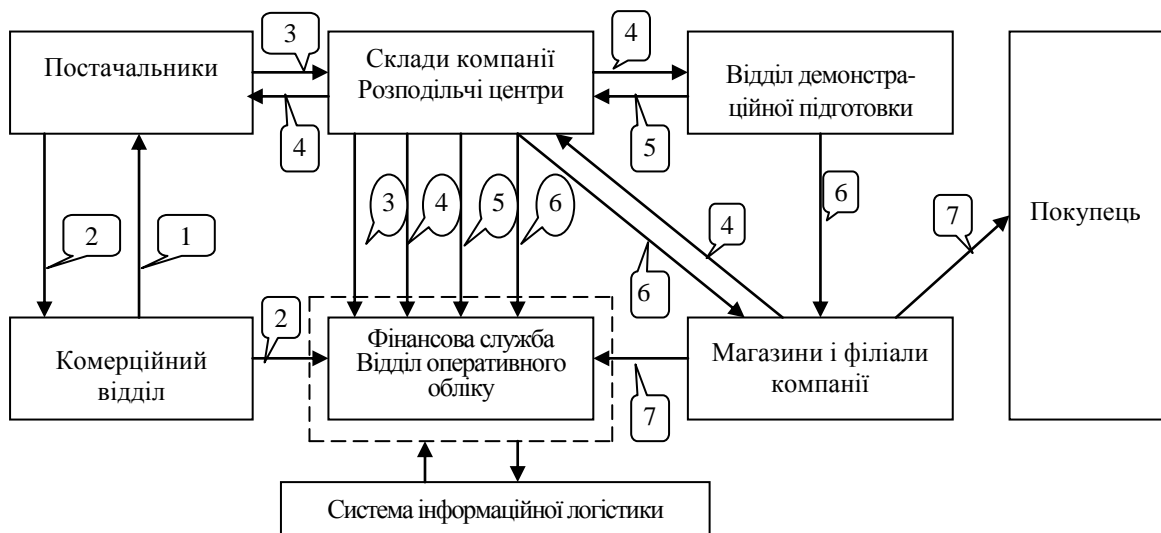 3
4
Постачальники
Склади компанії
Розподільчі центри
Відділ демонстра-
ційної підготовки
4
5
6
3
4
5
6
7
Покупець
2
1
4
6
2
Комерційний
відділ
Фінансова служба
Відділ оперативного
обліку
7
Магазини і філіали
компанії
Система інформаційної логістики